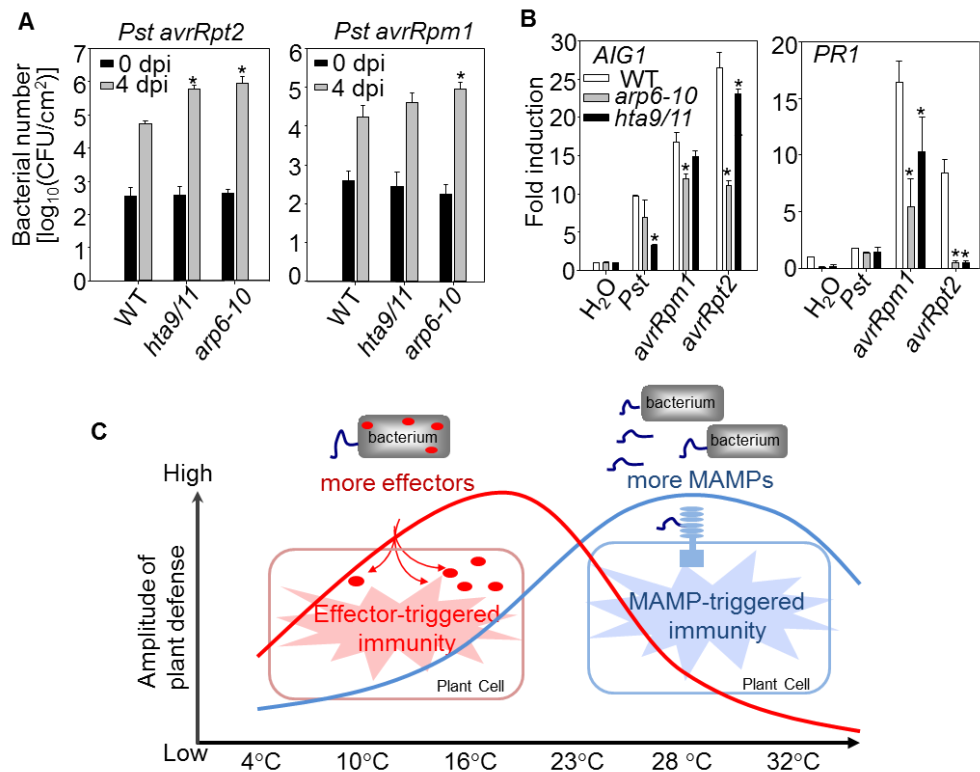 A
Pst avrRpt2
Pst avrRpm1
Bacterial number
[log10(CFU/cm²)]
7
6
5
4
3
2
1
0
0 dpi
4 dpi
*
*
WT
hta9/11
arp6-10
6
5
4
3
2
1
0
0 dpi
4 dpi
*
WT
hta9/11
arp6-10
B
Fold induction
30
25
20
15
10
5
0
AIG1
WT
arp6-10
hta9/11
*
*
*
*
H₂O
Pst
avrRpm1
avrRpt2
20
15
10
5
0
PR1
*
*
**
H₂O
Pst
avrRpm1
avrRpt2
C
bacterium
bacterium
bacterium
more effectors
more MAMPs
High
Amplitude of
plant defense
Low
Effector-triggered
immunity
Plant Cell
MAMP-triggered
immunity
Plant Cell
4°C 10°C 16°C 23°C 28°C 32°C